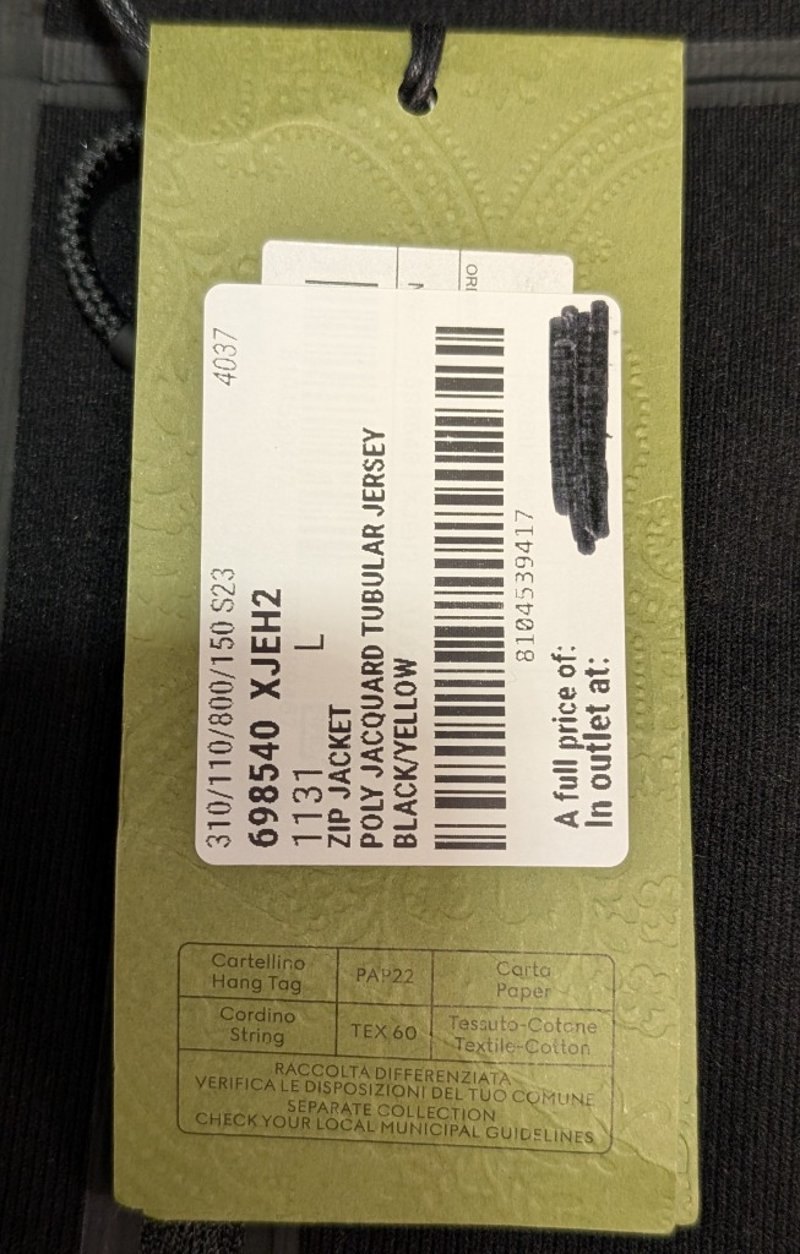 310/110/800/150 S23 4037
698540 XJEH2
1131 L
ZIP JACKET
POLY JACQUARD TUBULAR JERSEY
BLACK/YELLOW
8104539417
A full price of:
In outlet at:
ORI
N
Cartellino
Hang Tag
PAP22
Carta
Paper
Cordino
String
TEX 60
Tessuto-Cotone
Textile-Cotton
RACCOLTA DIFFERENZIATA
VERIFICA LE DISPOSIZIONI DEL TUO COMUNE
SEPARATE COLLECTION
CHECK YOUR LOCAL MUNICIPAL GUIDELINES